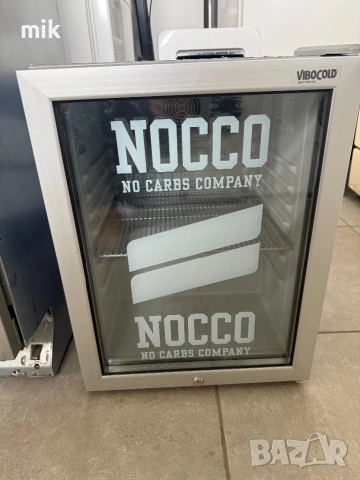 mik
VIBOCOLD
NOCCO
NO CARBS COMPANY
NOCCO
NO CARBS COMPANY
BAZAR